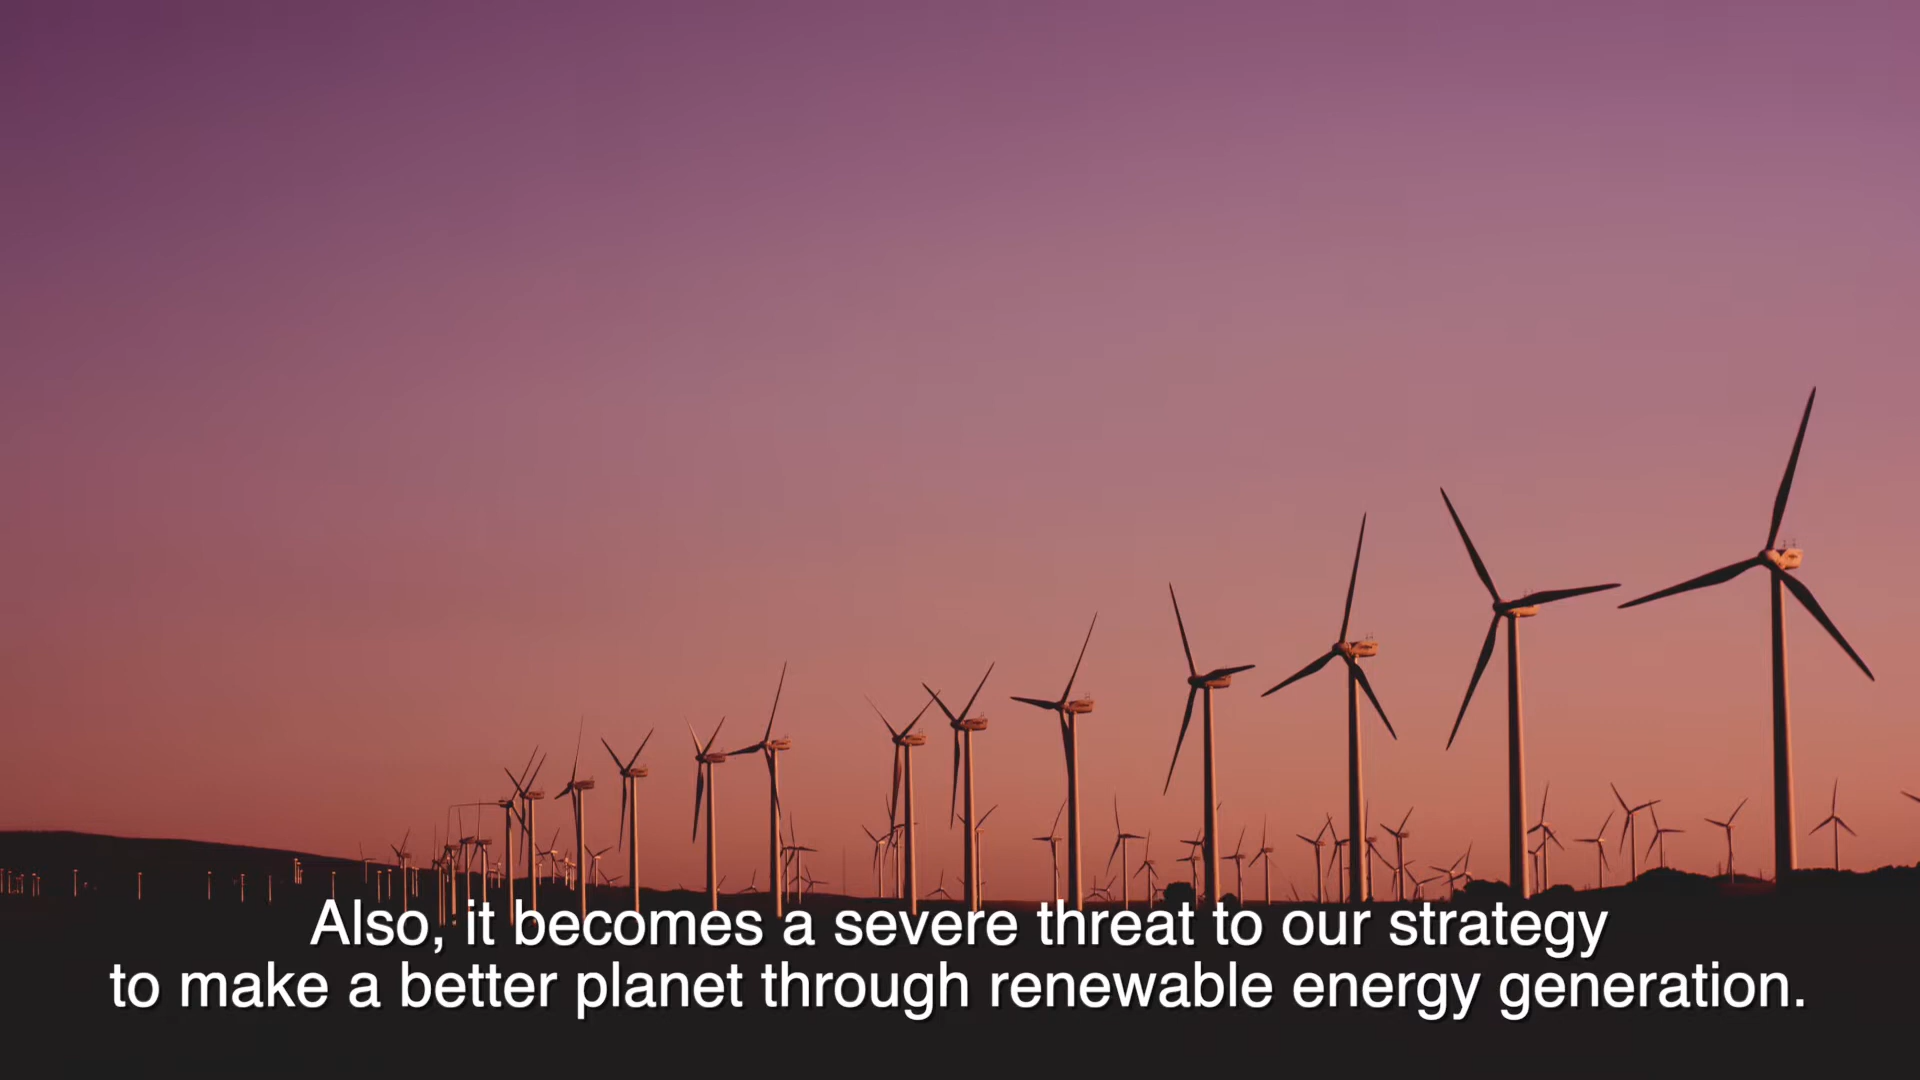 Also, it becomes a severe threat to our strategy
to make a better planet through renewable energy generation.